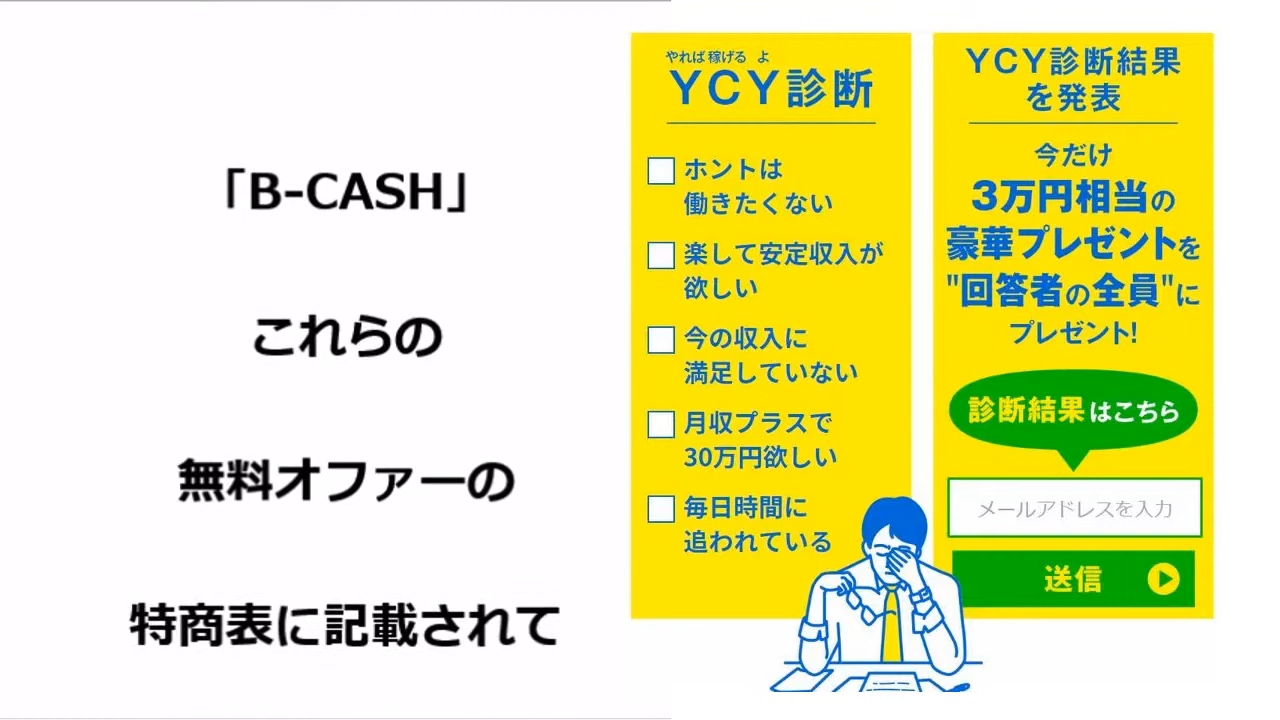 「B-CASH」
これらの
無料オファーの
特商表に記載されて
やれば 稼げる よ
YCY診断
ホントは
働きたくない
楽して安定収入が
欲しい
今の収入に
満足していない
月収プラスで
30万円欲しい
毎日時間に
追われている
YCY診断結果
を発表
今だけ
3万円相当の
豪華プレゼントを
"回答者の全員"に
プレゼント!
診断結果はこちら
メールアドレスを入力
送信